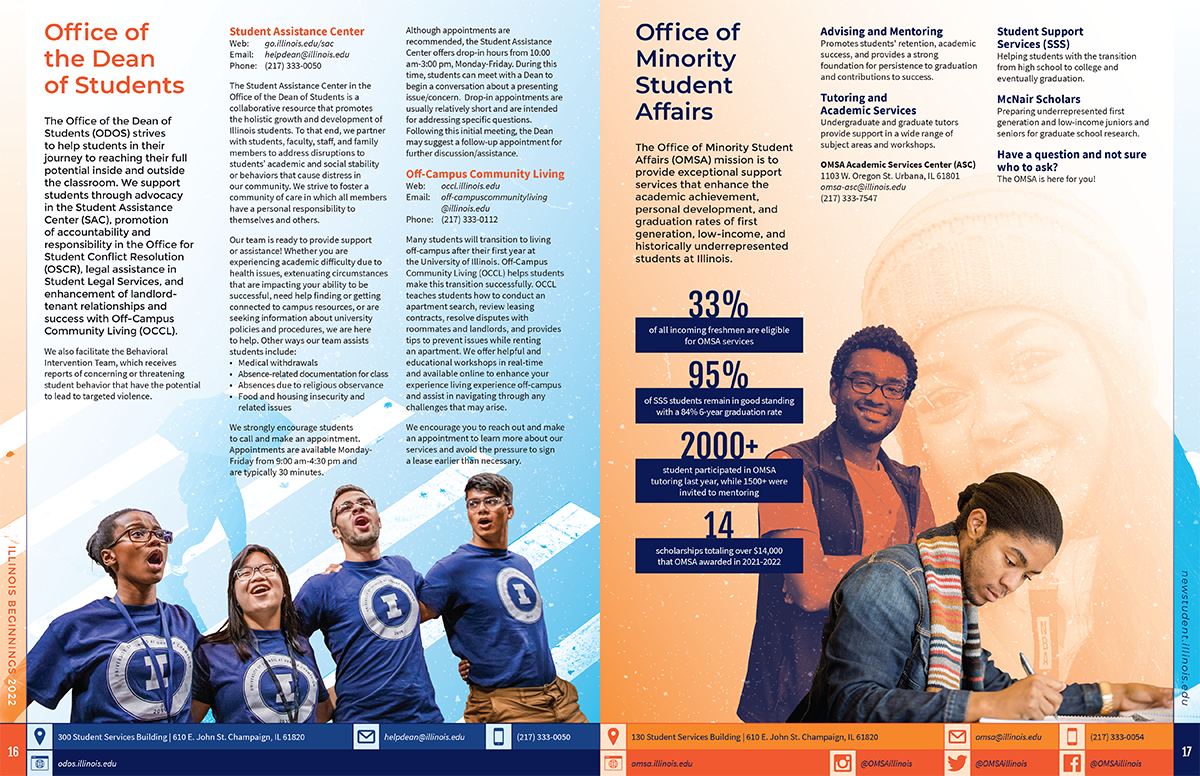 Office of
the Dean
of Students
The Office of the Dean of
Students (ODOS) strives
to help students in their
journey to reaching their full
potential inside and outside
the classroom. We support
students through advocacy
in the Student Assistance
Center (SAC), promotion
of accountability and
responsibility in the Office for
Student Conflict Resolution
(OSCR), legal assistance in
Student Legal Services, and
enhancement of landlord-
tenant relationships and
success with Off-Campus
Community Living (OCCL).
We also facilitate the Behavioral
Intervention Team, which receives
reports of concerning or threatening
student behavior that have the potential
to lead to targeted violence.
Student Assistance Center
Web: go.illinois.edu/sac
Email: helpdean@illinois.edu
Phone: (217) 333-0050
The Student Assistance Center in the
Office of the Dean of Students is a
collaborative resource that promotes
the holistic growth and development of
Illinois students. To that end, we partner
with students, faculty, staff, and family
members to address disruptions to
students' academic and social stability
or behaviors that cause distress in
our community. We strive to foster a
community of care in which all members
have a personal responsibility to
themselves and others.
Our team is ready to provide support
or assistance! Whether you are
experiencing academic difficulty due to
health issues, extenuating circumstances
that are impacting your ability to be
successful, need help finding or getting
connected to campus resources, or are
seeking information about university
policies and procedures, we are here
to help. Other ways our team assists
students include:
• Medical withdrawals
• Absence-related documentation for class
• Absences due to religious observance
• Food and housing insecurity and
related issues
We strongly encourage students
to call and make an appointment.
Appointments are available Monday-
Friday from 9:00 am-4:30 pm and
are typically 30 minutes.
Although appointments are
recommended, the Student Assistance
Center offers drop-in hours from 10:00
am-3:00 pm, Monday-Friday. During this
time, students can meet with a Dean to
begin a conversation about a presenting
issue/concern. Drop-in appointments are
usually relatively short and are intended
for addressing specific questions.
Following this initial meeting, the Dean
may suggest a follow-up appointment for
further discussion/assistance.
Off-Campus Community Living
Web: occl.illinois.edu
Email: off-campuscommunityliving
@illinois.edu
Phone: (217) 333-0112
Many students will transition to living
off-campus after their first year at
the University of Illinois. Off-Campus
Community Living (OCCL) helps students
make this transition successfully. OCCL
teaches students how to conduct an
apartment search, review leasing
contracts, resolve disputes with
roommates and landlords, and provides
tips to prevent issues while renting
an apartment. We offer helpful and
educational workshops in real-time
and available online to enhance your
experience living experience off-campus
and assist in navigating through any
challenges that may arise.
We encourage you to reach out and make
an appointment to learn more about our
services and avoid the pressure to sign
a lease earlier than necessary.
ILLINOIS BEGINNINGS 2022
16
300 Student Services Building | 610 E. John St. Champaign, IL 61820
helpdean@illinois.edu
(217) 333-0050
odos.illinois.edu
Office of
Minority
Student
Affairs
The Office of Minority Student
Affairs (OMSA) mission is to
provide exceptional support
services that enhance the
academic achievement,
personal development, and
graduation rates of first
generation, low-income, and
historically underrepresented
students at Illinois.
33%
of all incoming freshmen are eligible
for OMSA services
95%
of SSS students remain in good standing
with a 84% 6-year graduation rate
2000+
student participated in OMSA
tutoring last year, while 1500+ were
invited to mentoring
14
scholarships totaling over $14,000
that OMSA awarded in 2021-2022
Advising and Mentoring
Promotes students' retention, academic
success, and provides a strong
foundation for persistence to graduation
and contributions to success.
Tutoring and
Academic Services
Undergraduate and graduate tutors
provide support in a wide range of
subject areas and workshops.
OMSA Academic Services Center (ASC)
1103 W. Oregon St. Urbana, IL 61801
omsa-asc@illinois.edu
(217) 333-7547
Student Support
Services (SSS)
Helping students with the transition
from high school to college and
eventually graduation.
McNair Scholars
Preparing underrepresented first
generation and low-income juniors and
seniors for graduate school research.
Have a question and not sure
who to ask?
The OMSA is here for you!
newstudent.illinois.edu
130 Student Services Building | 610 E. John St. Champaign, IL 61820
omsa@illinois.edu
(217) 333-0054
omsa.illinois.edu
@OMSAillinois
@OMSAillinois
@OMSAillinois
17